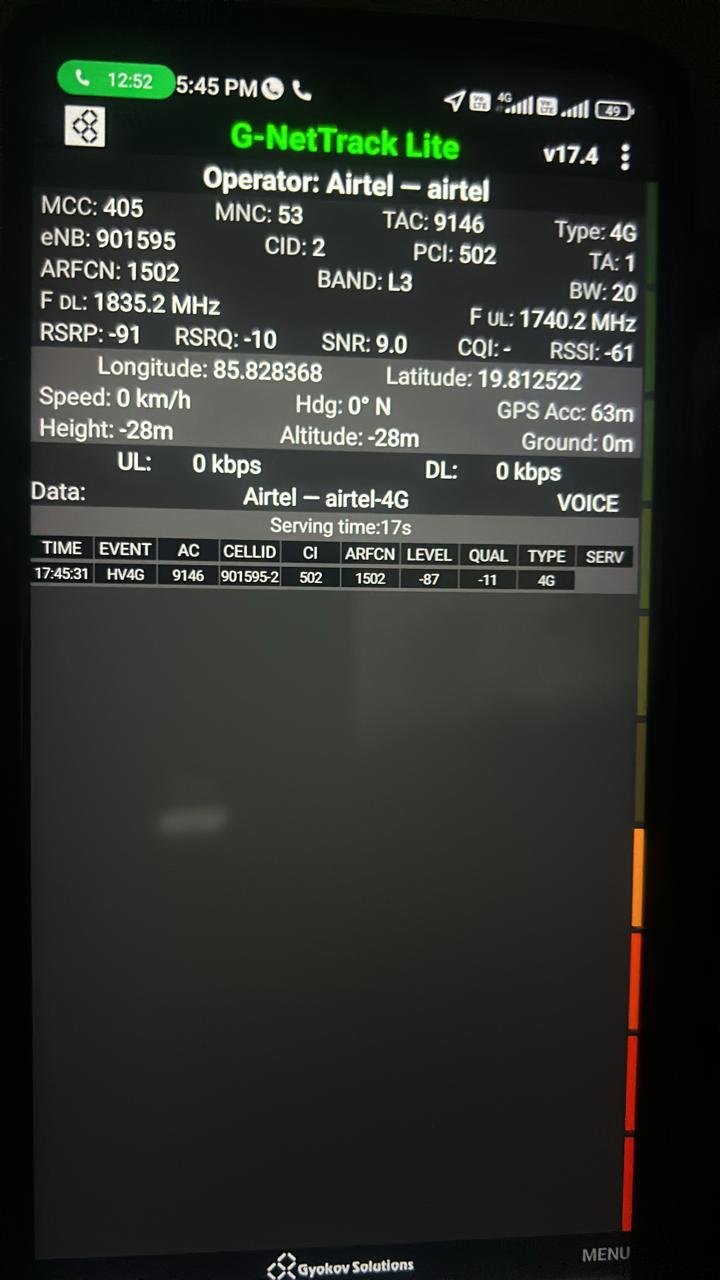 12:52 5:45 PM 4G 49
G-NetTrack Lite v17.4
Operator: Airtel — airtel
MCC: 405 MNC: 53 TAC: 9146 Type: 4G
eNB: 901595 CID: 2 PCI: 502 TA: 1
ARFCN: 1502 BAND: L3 BW: 20
F DL: 1835.2 MHz F UL: 1740.2 MHz
RSRP: -91 RSRQ: -10 SNR: 9.0 CQI: - RSSI: -61
Longitude: 85.828368 Latitude: 19.812522
Speed: 0 km/h Hdg: 0° N GPS Acc: 63m
Height: -28m Altitude: -28m Ground: 0m
UL: 0 kbps DL: 0 kbps
Data: Airtel — airtel-4G VOICE
Serving time:17s
TIME EVENT AC CELLID CI ARFCN LEVEL QUAL TYPE SERV
17:45:31 HV4G 9146 901595-2 502 1502 -87 -11 4G
Gyokov Solutions MENU